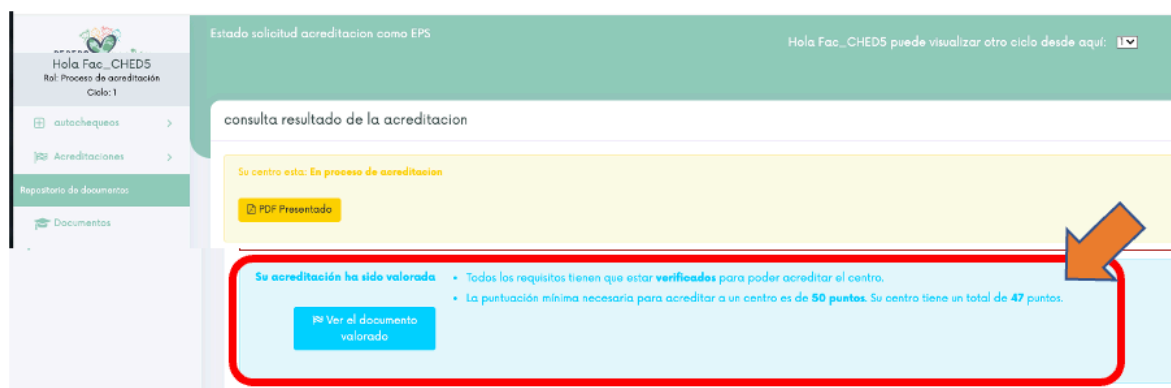 Estado solicitud acreditacion como EPS
Hola Fac_CHED5 puede visualizar otro ciclo desde aquí: 1
Hola Fac_CHED5
Rol: Proceso de acreditación
Ciclo: 1
autochequeos
Acreditaciones
Repositorio de documentos
Documentos
consulta resultado de la acreditacion
Su centro esta: En proceso de acreditacion
PDF Presentado
Su acreditación ha sido valorada
Ver el documento
valorado
• Todos los requisitos tienen que estar verificados para poder acreditar el centro.
• La puntuación mínima necesaria para acreditar a un centro es de 50 puntos. Su centro tiene un total de 47 puntos.